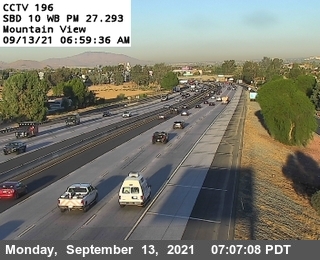 CCTV 196
SBD 10 WB PM 27.293
Mountain View
09/13/21 06:59:36 AM
Monday, September 13, 2021 07:07:08 PDT